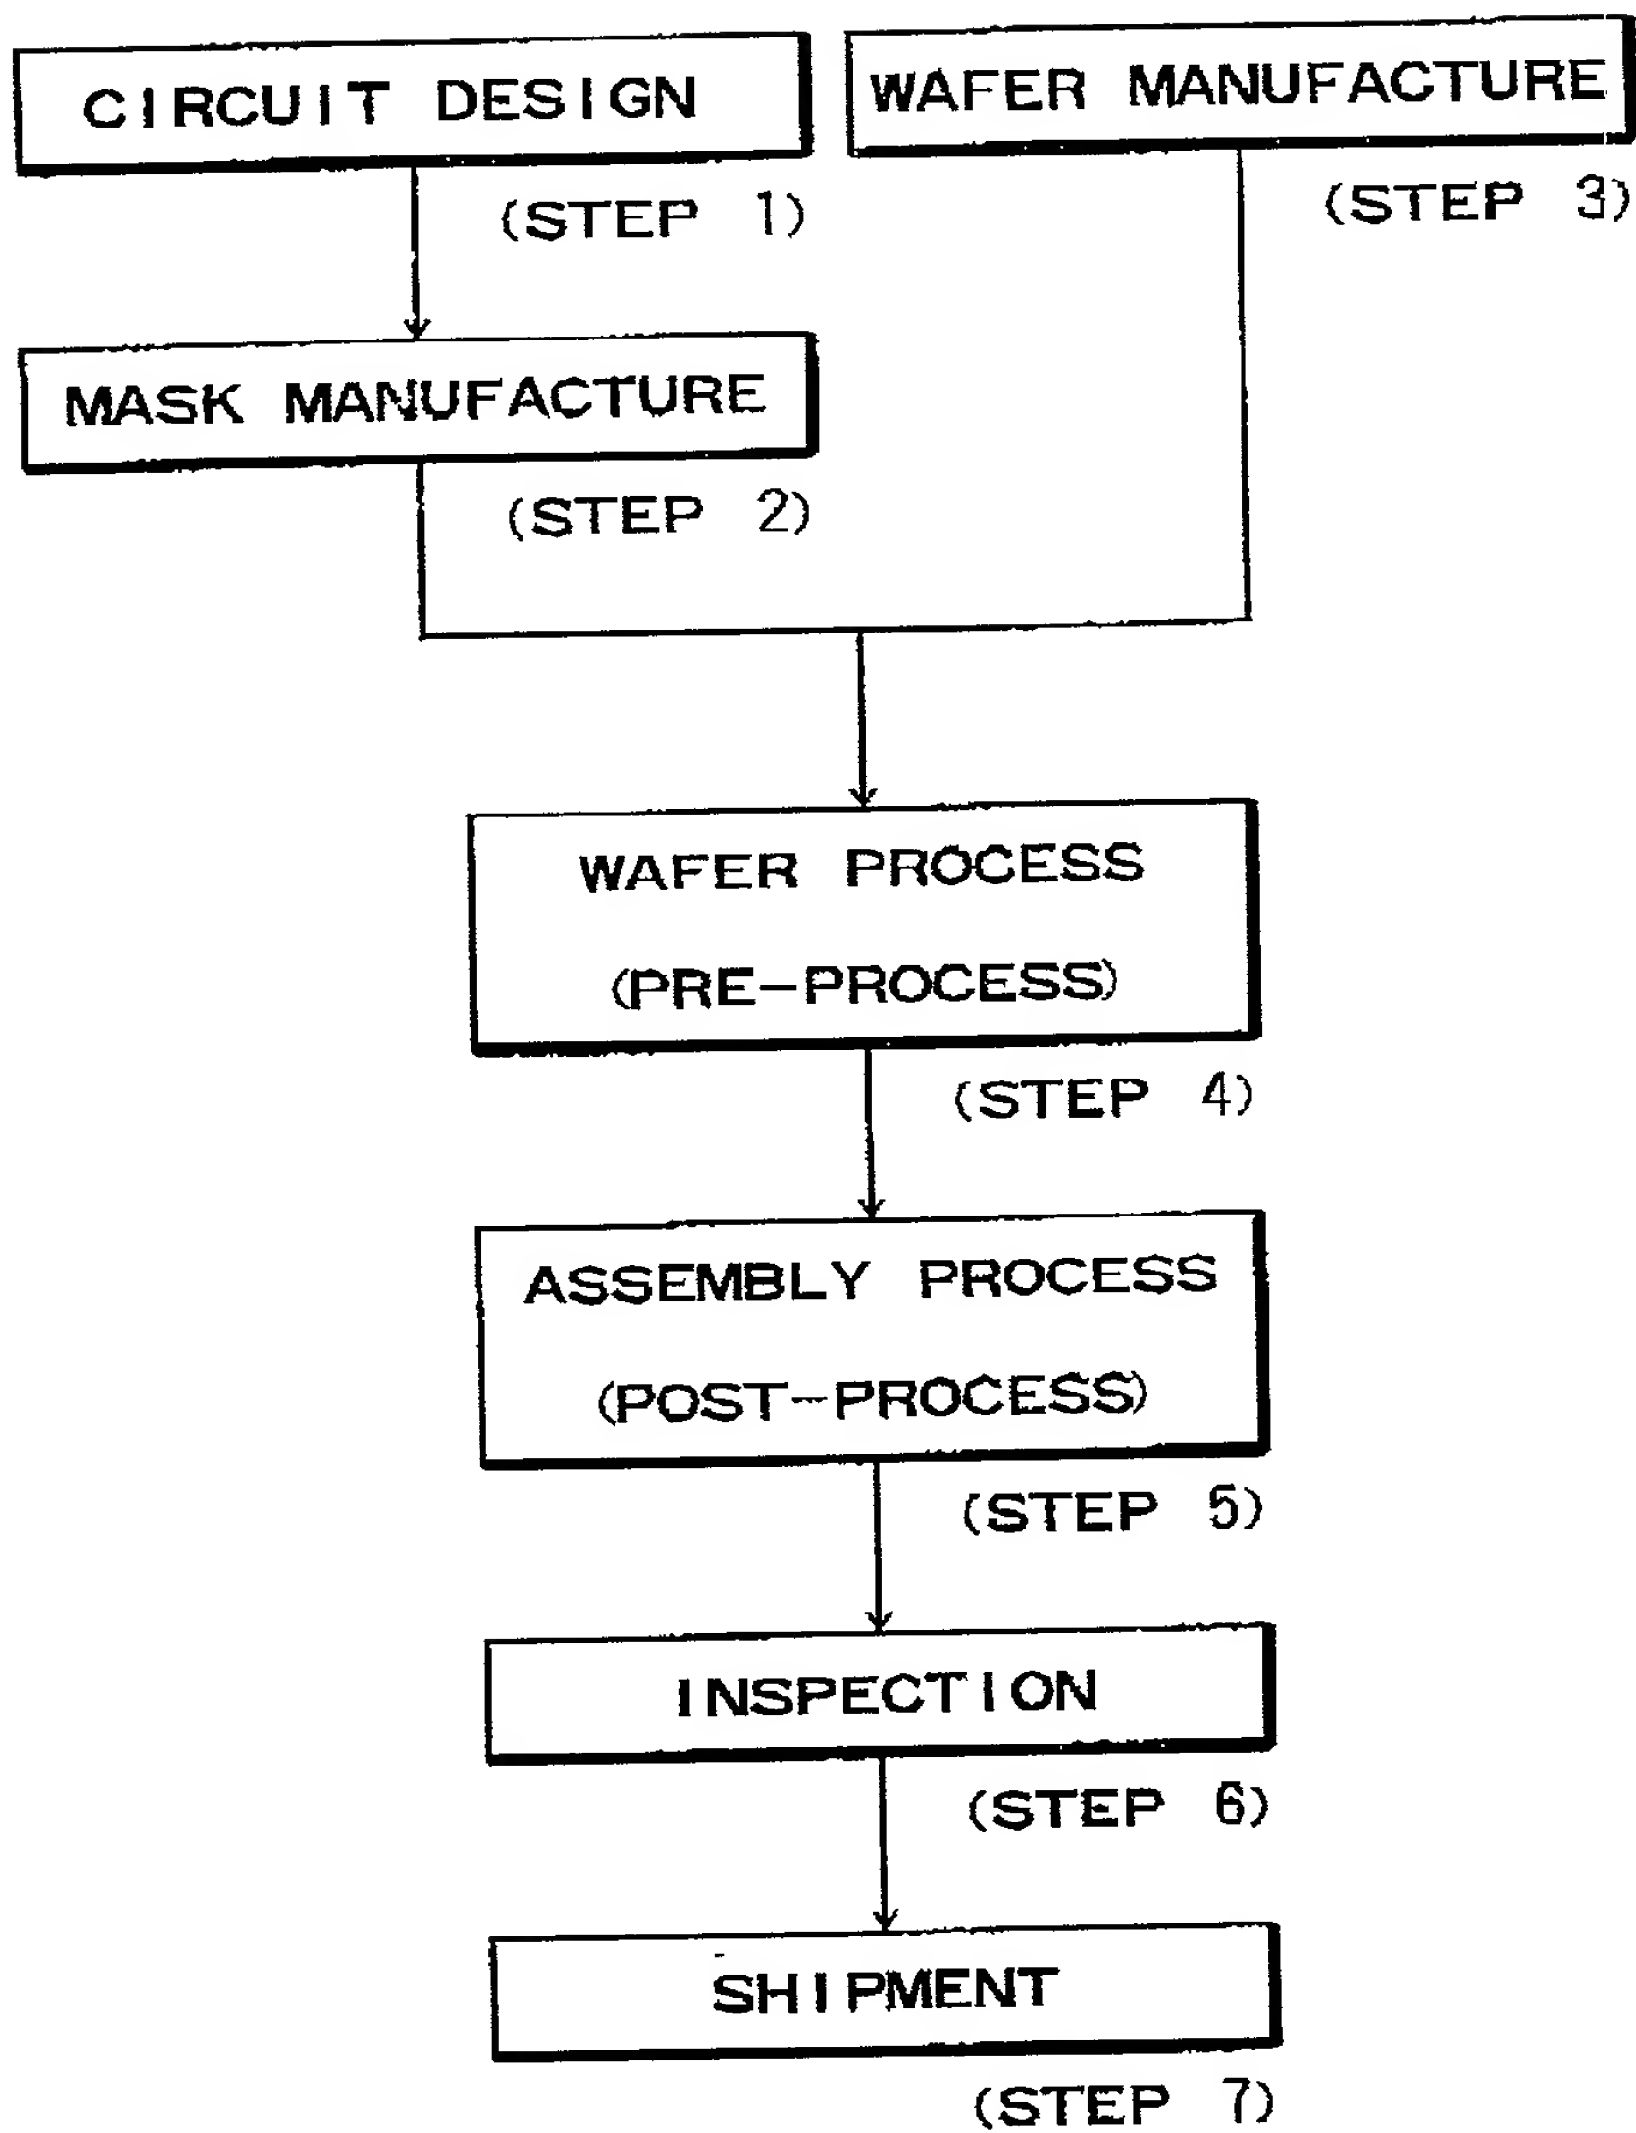 CIRCUIT DESIGN
(STEP 1)
WAFER MANUFACTURE
(STEP 3)
MASK MANUFACTURE
(STEP 2)
WAFER PROCESS
(PRE-PROCESS)
(STEP 4)
ASSEMBLY PROCESS
(POST-PROCESS)
(STEP 5)
INSPECTION
(STEP 6)
SHIPMENT
(STEP 7)